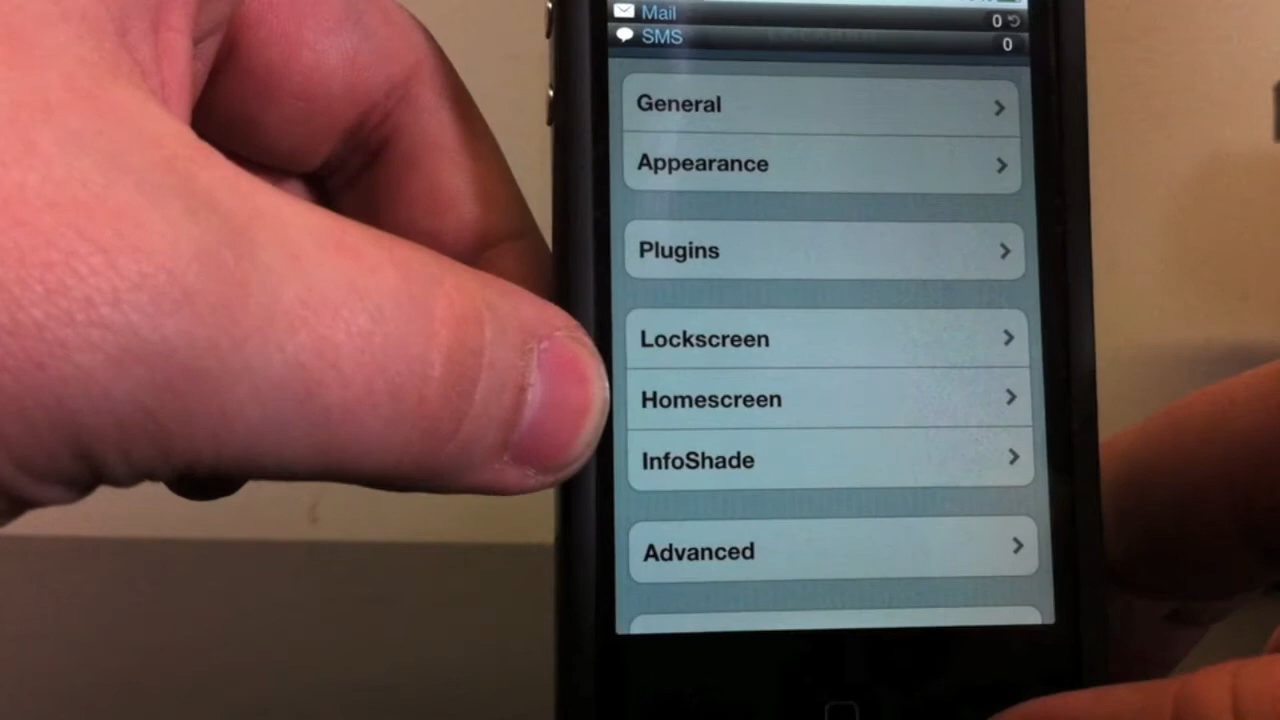 Mail 0
SMS 0
General
Appearance
Plugins
Lockscreen
Homescreen
InfoShade
Advanced